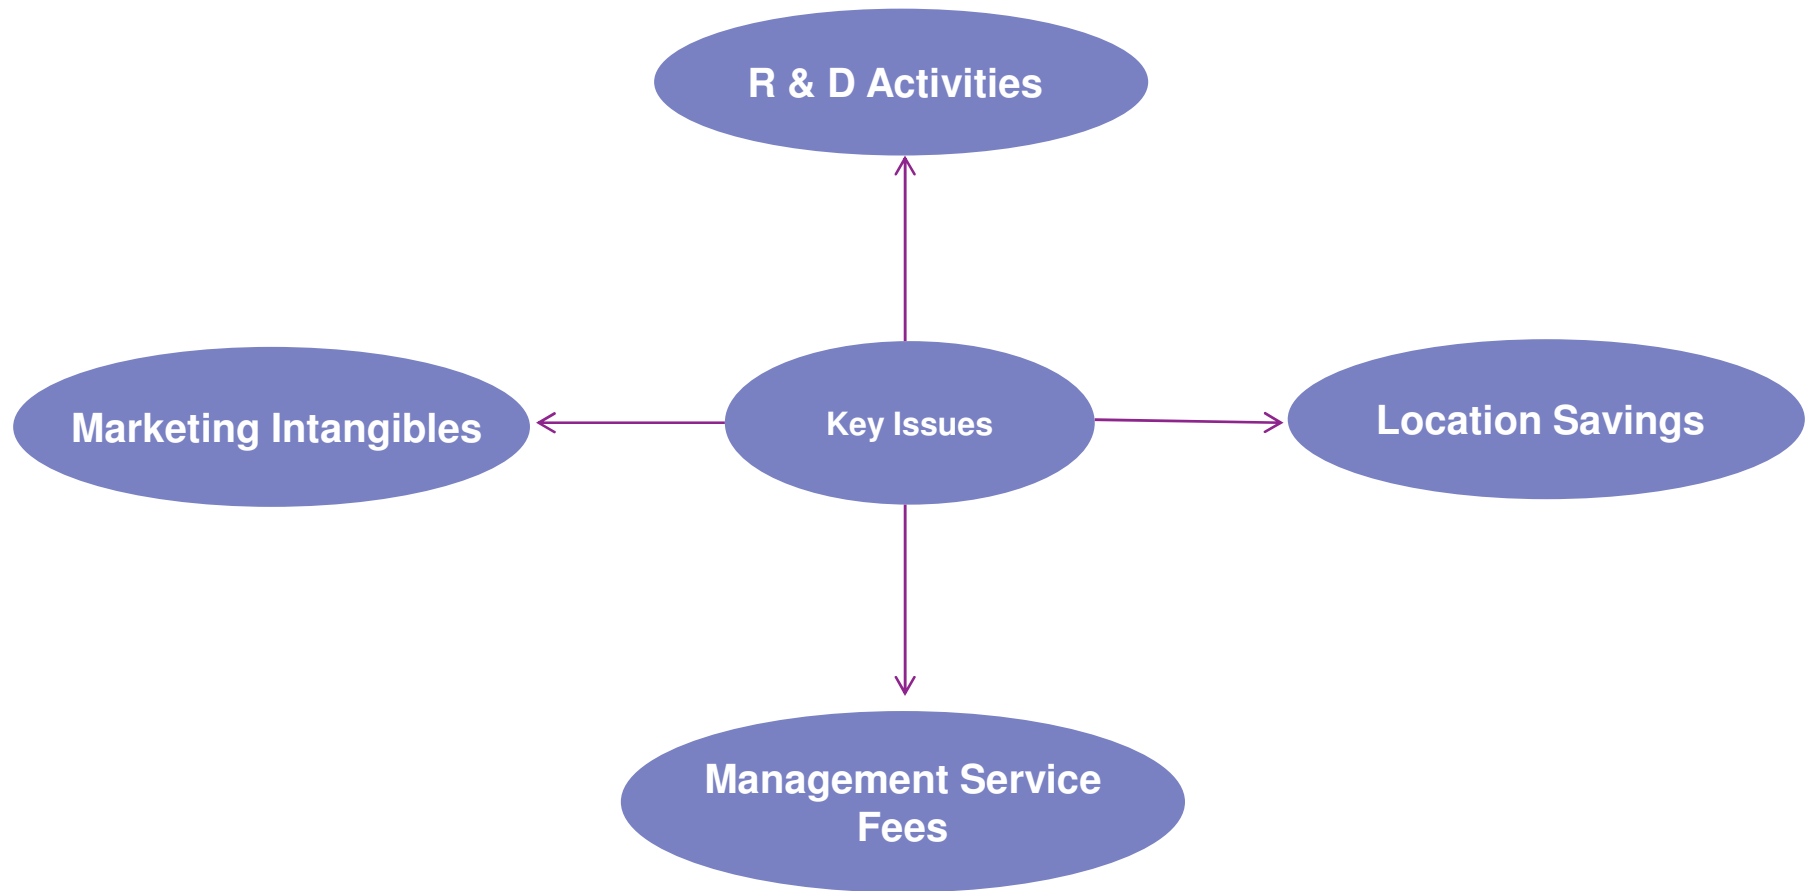 R & D Activities
Marketing Intangibles
Key Issues
Location Savings
Management Service
Fees